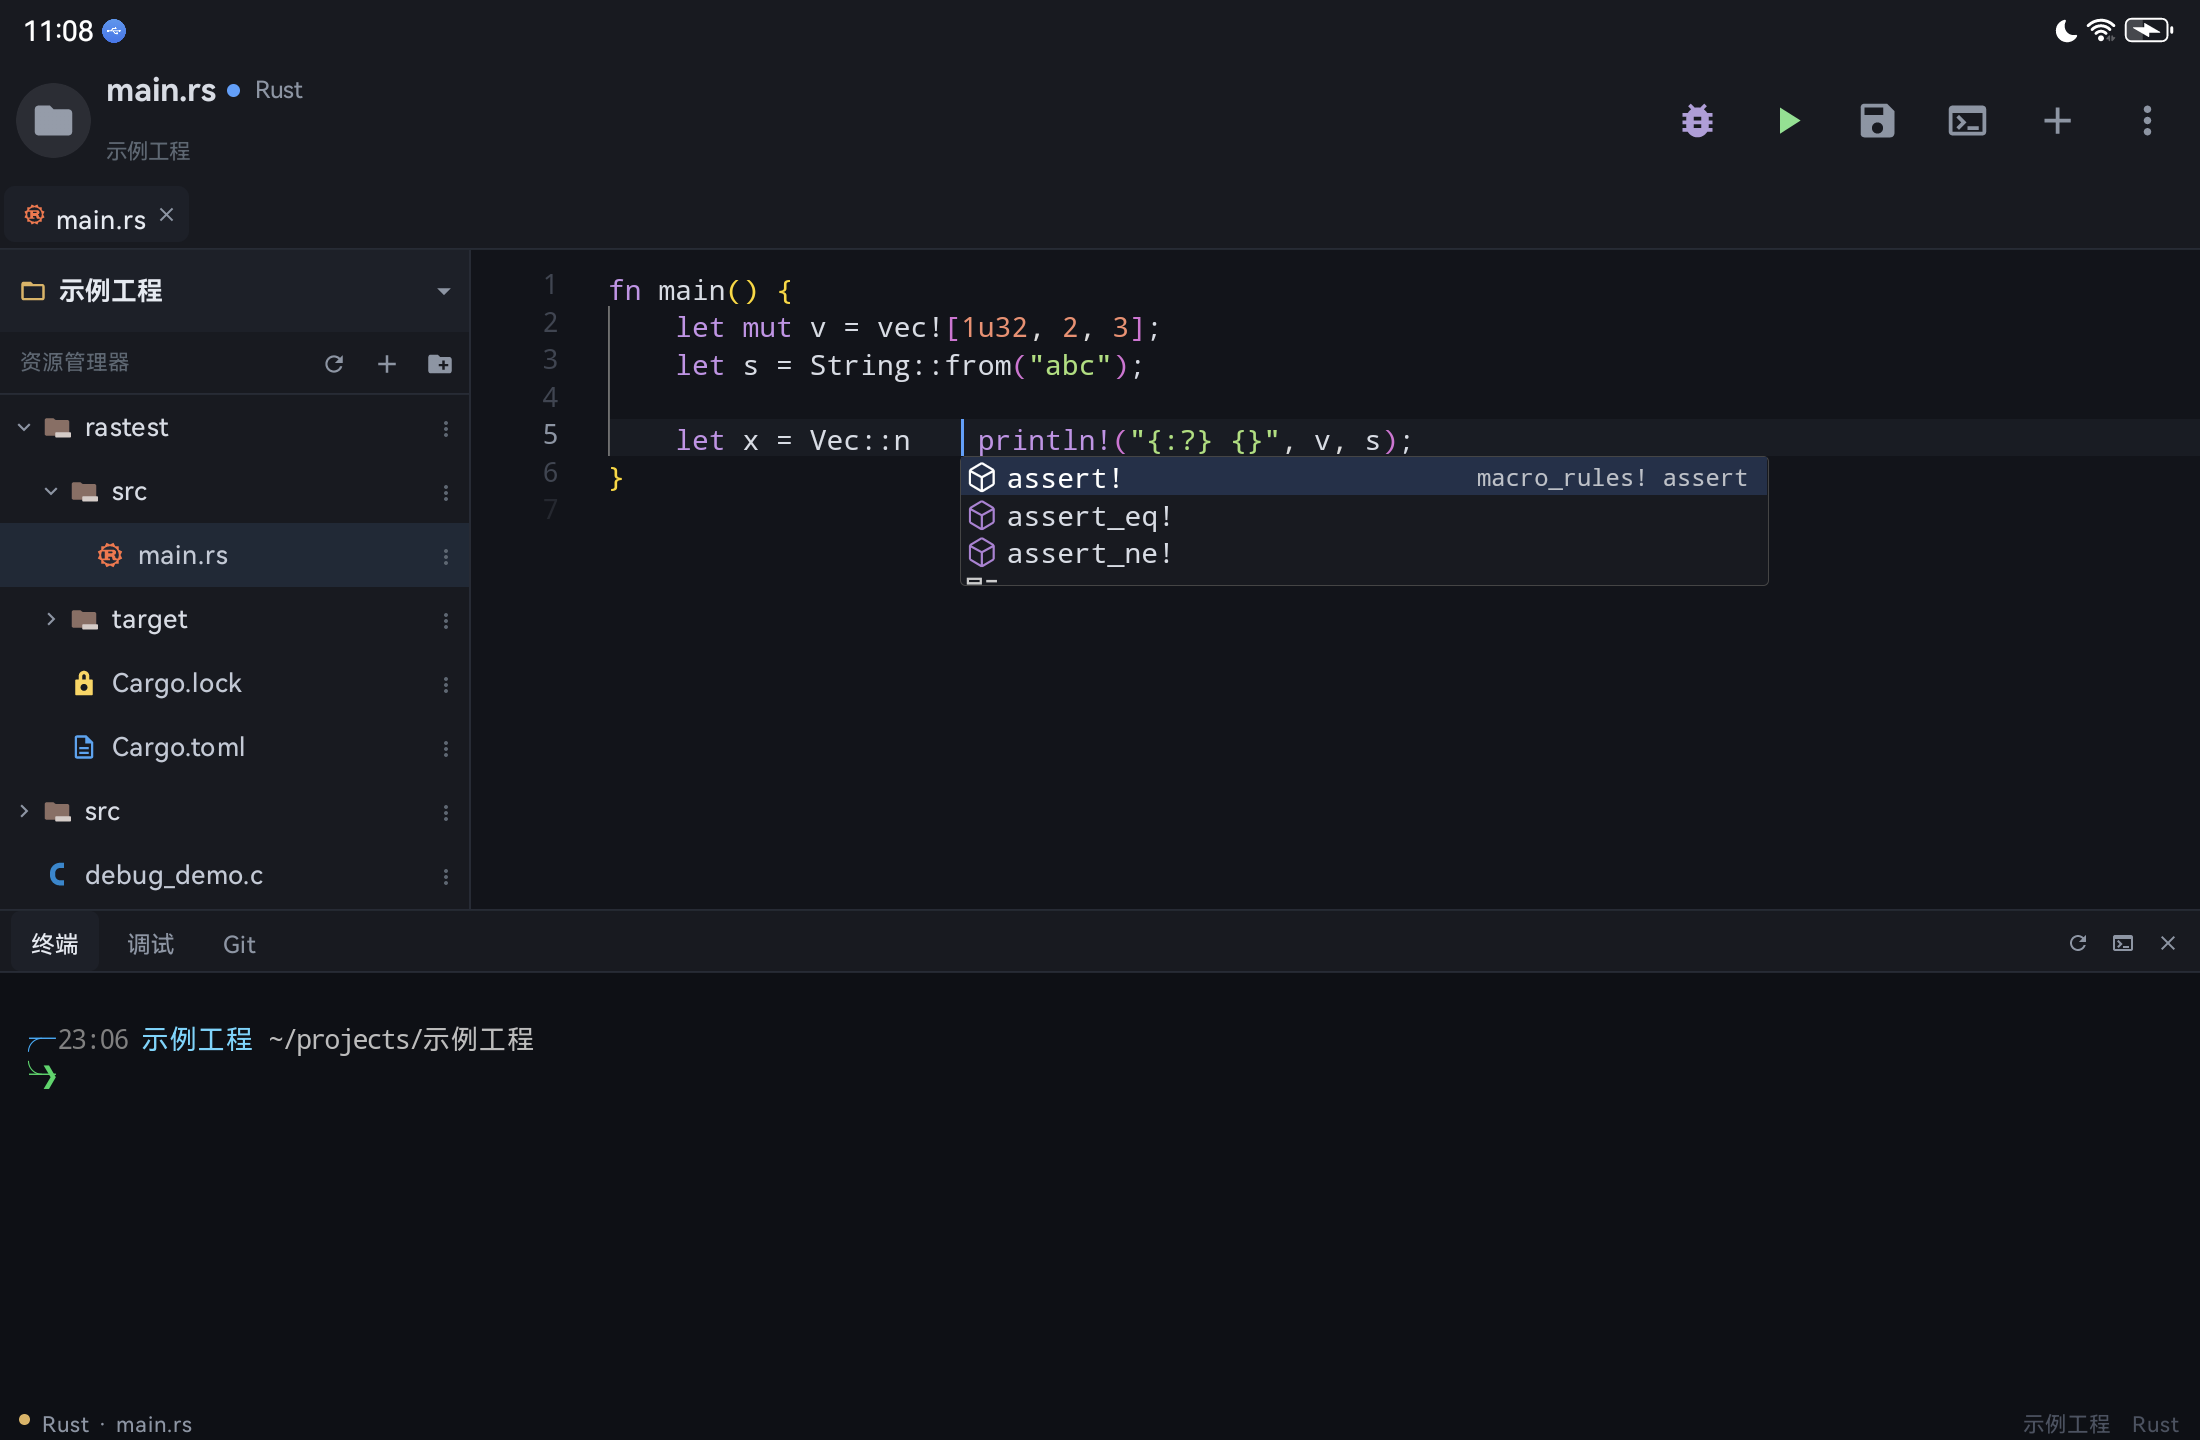 11:08
main.rs Rust
示例工程
main.rs
示例工程
资源管理器
rastest
src
main.rs
target
Cargo.lock
Cargo.toml
src
debug_demo.c
1 fn main() {
2 let mut v = vec![1u32, 2, 3];
3 let s = String::from("abc");
4
5 let x = Vec::n    println!("{:?} {}", v, s);
6 }
7
assert! macro_rules! assert
assert_eq!
assert_ne!
终端 调试 Git
23:06 示例工程 ~/projects/示例工程
❯
Rust · main.rs
示例工程 Rust